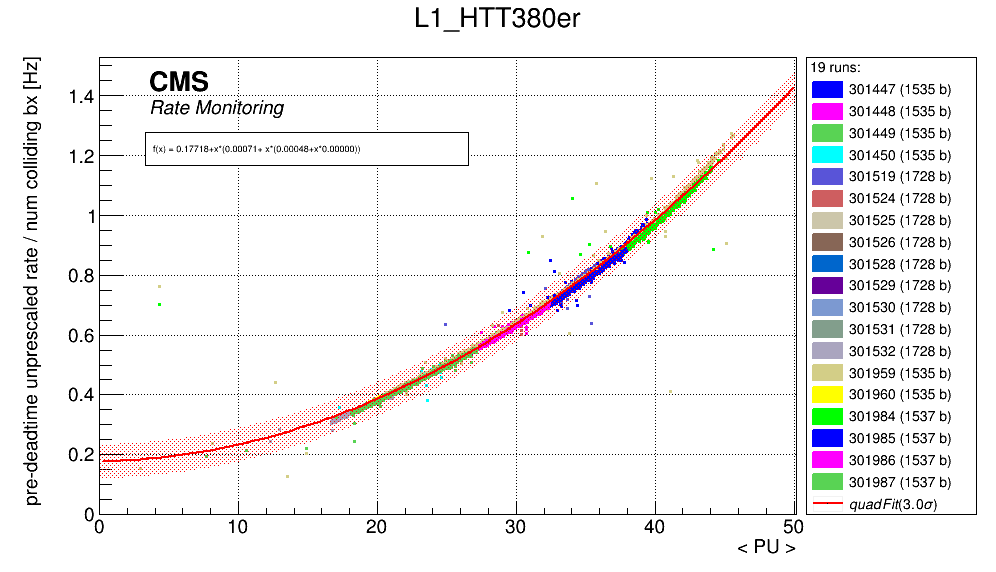 L1_HTT380er
pre-deadtime unprescaled rate / num colliding bx [Hz]
CMS
Rate Monitoring
f(x) = 0.17718+x*(0.00071+ x*(0.00048+x*0.00000))
1.4
1.2
1
0.8
0.6
0.4
0.2
0
0 10 20 30 40 50
< PU >
19 runs:
301447 (1535 b)
301448 (1535 b)
301449 (1535 b)
301450 (1535 b)
301519 (1728 b)
301524 (1728 b)
301525 (1728 b)
301526 (1728 b)
301528 (1728 b)
301529 (1728 b)
301530 (1728 b)
301531 (1728 b)
301532 (1728 b)
301959 (1535 b)
301960 (1535 b)
301984 (1537 b)
301985 (1537 b)
301986 (1537 b)
301987 (1537 b)
quadFit(3.0σ)